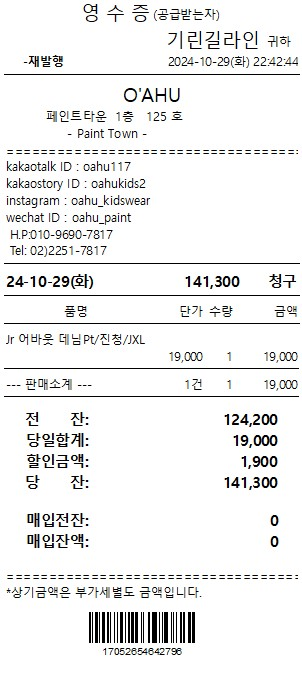 영 수 증 (공급받는자)
기린길라인 귀하
-재발행 2024-10-29(화) 22:42:44
O'AHU
페인트타운 1층 125 호
- Paint Town -
==========================================
kakaotalk ID : oahu117
kakaostory ID : oahukids2
instagram : oahu_kidswear
wechat ID : oahu_paint
H.P:010-9690-7817
Tel: 02)2251-7817
24-10-29(화) 141,300 청구
품명 단가 수량 금액
Jr 어바웃 데님Pt/진청/JXL
19,000 1 19,000
--- 판매소계 --- 1건 1 19,000
전 잔: 124,200
당일합계: 19,000
할인금액: 1,900
당 잔: 141,300
매입전잔: 0
매입잔액: 0
==========================================
*상기금액은 부가세별도 금액입니다.
17052654642796